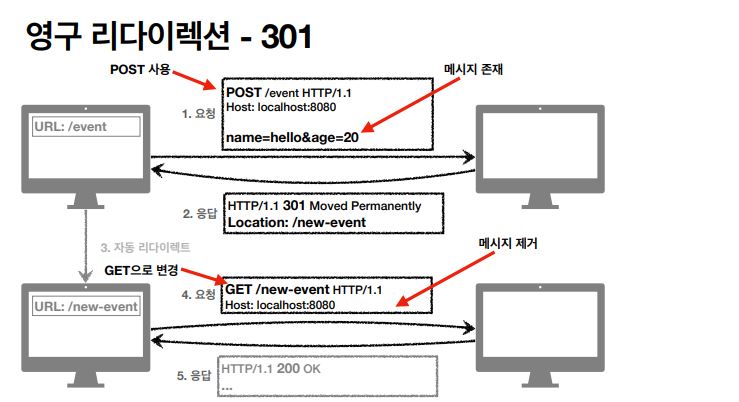 영구 리다이렉션 - 301
POST 사용
메시지 존재
1. 요청
POST /event HTTP/1.1
Host: localhost:8080
name=hello&age=20
URL: /event
2. 응답
HTTP/1.1 301 Moved Permanently
Location: /new-event
3. 자동 리다이렉트
GET으로 변경
메시지 제거
4. 요청
GET /new-event HTTP/1.1
Host: localhost:8080
URL: /new-event
5. 응답
HTTP/1.1 200 OK
...